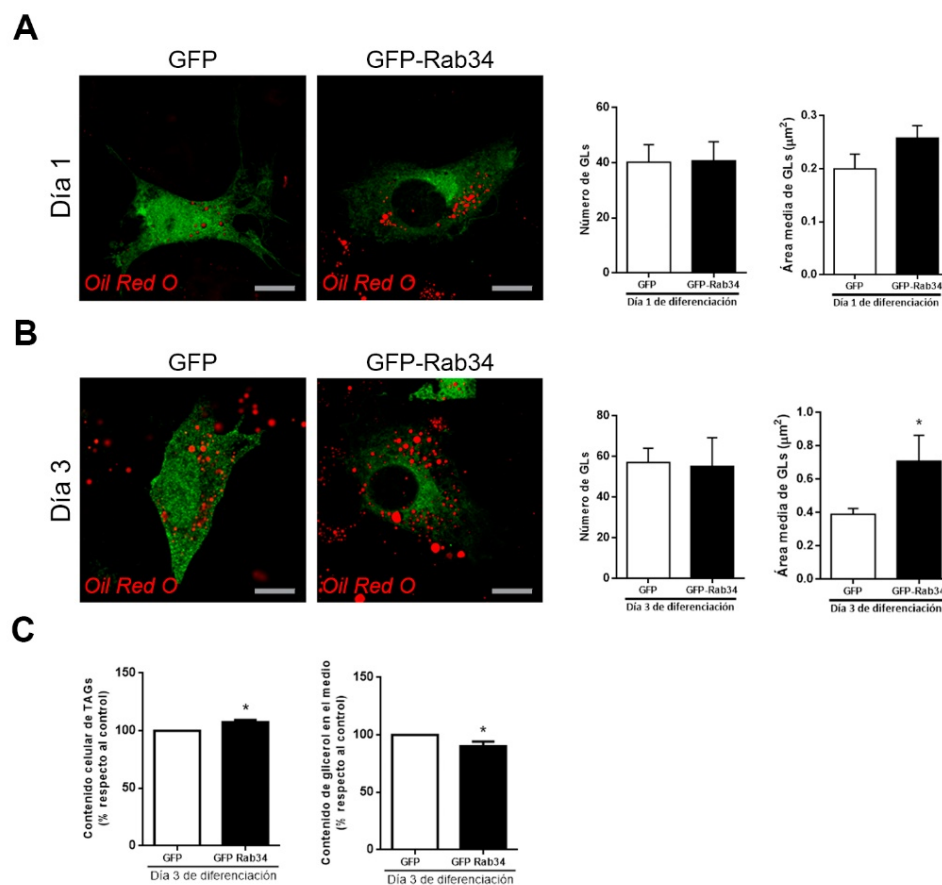 A
GFP
GFP-Rab34
Día 1
Oil Red O
Oil Red O
Número de GLs
60
40
20
0
GFP
GFP-Rab34
Día 1 de diferenciación
Área media de GLs (μm²)
0.3
0.2
0.1
0.0
GFP
GFP-Rab34
Día 1 de diferenciación
B
GFP
GFP-Rab34
Día 3
Oil Red O
Oil Red O
Número de GLs
80
60
40
20
0
GFP
GFP-Rab34
Día 3 de diferenciación
Área media de GLs (μm²)
1.0
0.8
0.6
0.4
0.2
0.0
*
GFP
GFP-Rab34
Día 3 de diferenciación
C
Contenido celular de TAGs
(% respecto al control)
150
100
50
0
*
GFP
GFP Rab34
Día 3 de diferenciación
Contenido de glicerol en el medio
(% respecto al control)
150
100
50
0
*
GFP
GFP Rab34
Día 3 de diferenciación